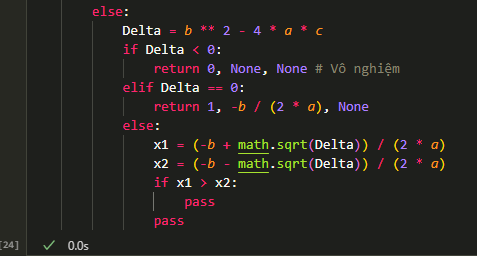 else:
Delta = b ** 2 - 4 * a * c
if Delta < 0:
return 0, None, None # Vô nghiệm
elif Delta == 0:
return 1, -b / (2 * a), None
else:
x1 = (-b + math.sqrt(Delta)) / (2 * a)
x2 = (-b - math.sqrt(Delta)) / (2 * a)
if x1 > x2:
pass
pass
[24] ✓ 0.0s